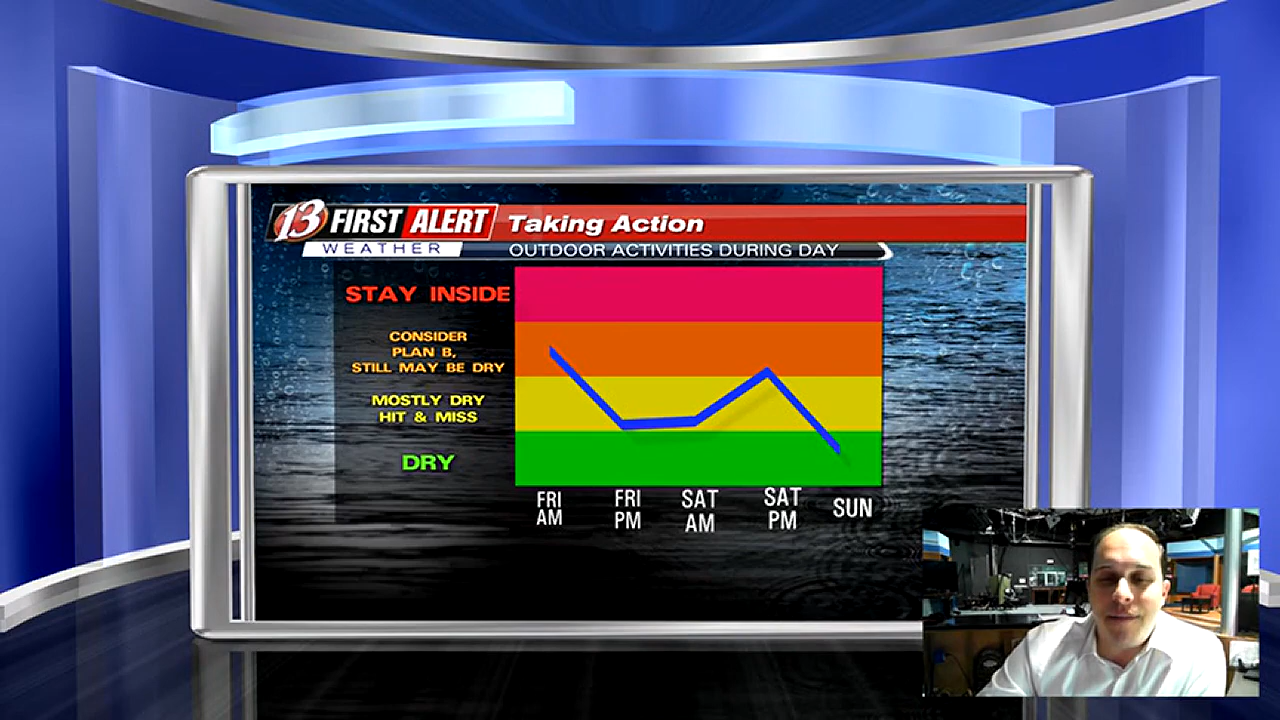 13 FIRST ALERT
WEATHER
Taking Action
OUTDOOR ACTIVITIES DURING DAY
STAY INSIDE
CONSIDER
PLAN B,
STILL MAY BE DRY
MOSTLY DRY
HIT & MISS
DRY
FRI
AM
FRI
PM
SAT
AM
SAT
PM
SUN